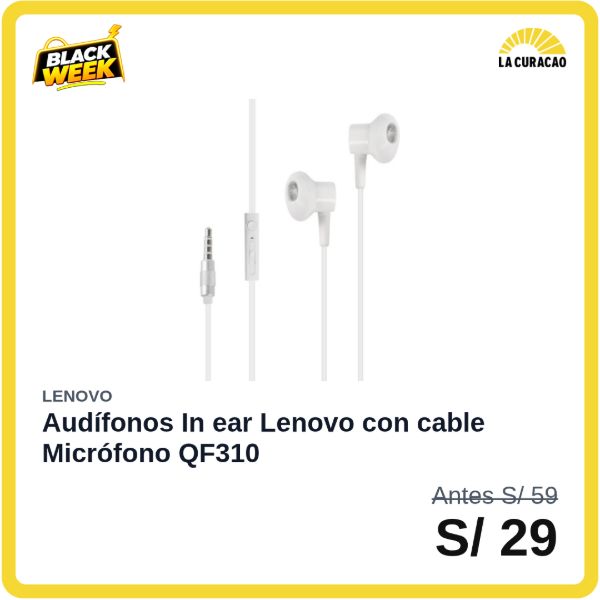 BLACK
WEEK
LA CURACAO
LENOVO
Audífonos In ear Lenovo con cable
Micrófono QF310
Antes S/ 59
S/ 29